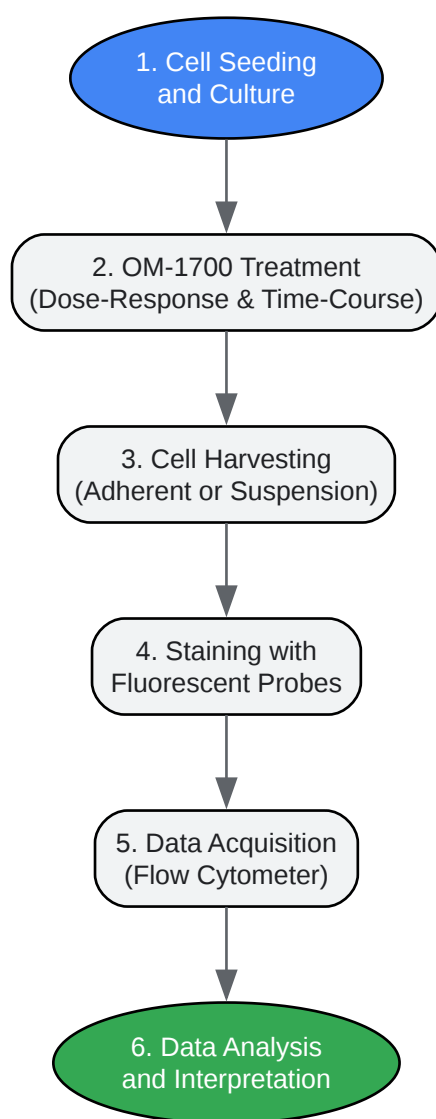 1. Cell Seeding
and Culture
2. OM-1700 Treatment
(Dose-Response & Time-Course)
3. Cell Harvesting
(Adherent or Suspension)
4. Staining with
Fluorescent Probes
5. Data Acquisition
(Flow Cytometer)
6. Data Analysis
and Interpretation